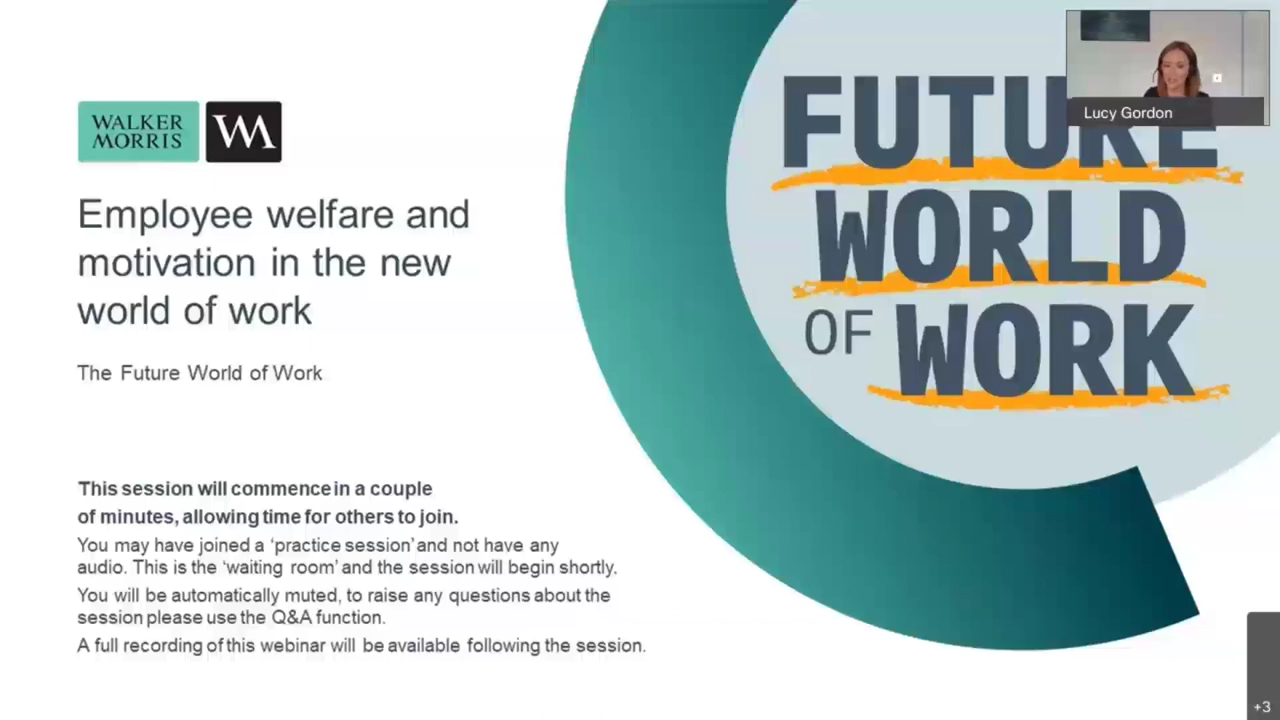 WALKER
MORRIS
WM
Employee welfare and
motivation in the new
world of work
The Future World of Work
This session will commence in a couple
of minutes, allowing time for others to join.
You may have joined a ‘practice session’ and not have any
audio. This is the ‘waiting room’ and the session will begin shortly.
You will be automatically muted, to raise any questions about the
session please use the Q&A function.
A full recording of this webinar will be available following the session.
FUTURE
WORLD
OF WORK
Lucy Gordon
+3